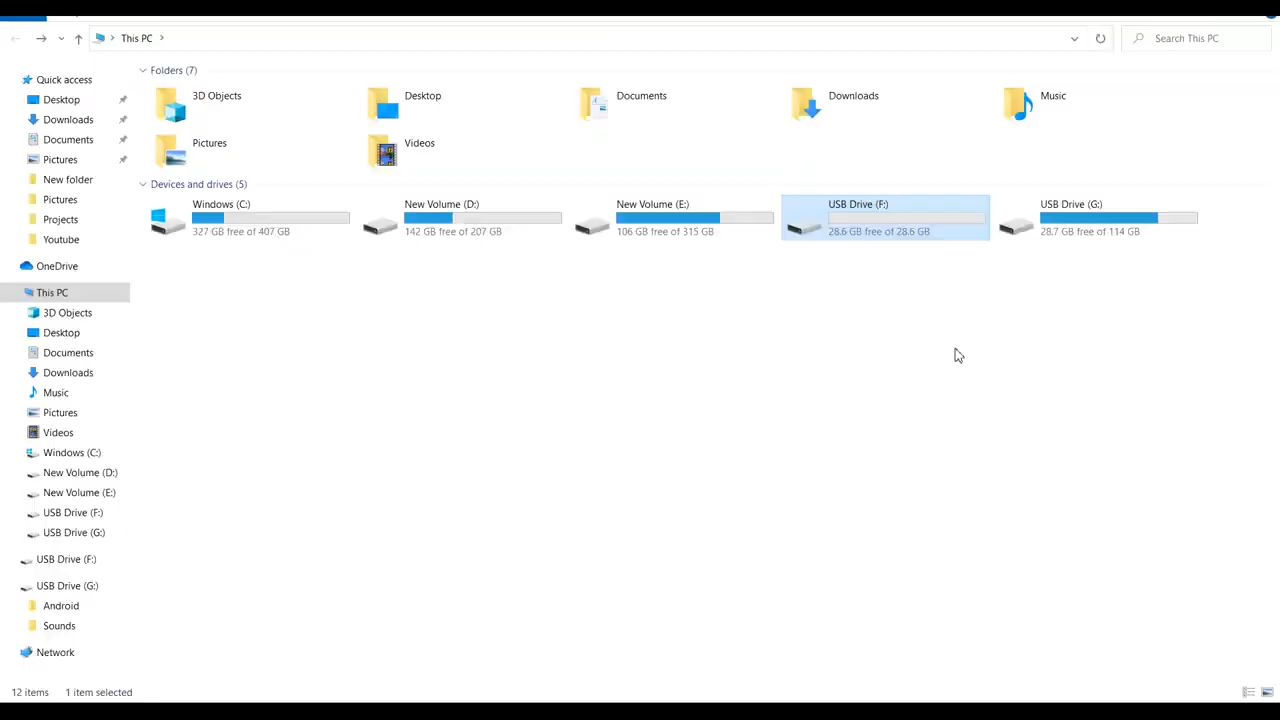 This PC
Search This PC
Quick access
Desktop
Downloads
Documents
Pictures
New folder
Pictures
Projects
Youtube
OneDrive
This PC
3D Objects
Desktop
Documents
Downloads
Music
Pictures
Videos
Windows (C:)
New Volume (D:)
New Volume (E:)
USB Drive (F:)
USB Drive (G:)
USB Drive (F:)
USB Drive (G:)
Android
Sounds
Network
Folders (7)
3D Objects
Desktop
Documents
Downloads
Music
Pictures
Videos
Devices and drives (5)
Windows (C:)
327 GB free of 407 GB
New Volume (D:)
142 GB free of 207 GB
New Volume (E:)
106 GB free of 315 GB
USB Drive (F:)
28.6 GB free of 28.6 GB
USB Drive (G:)
28.7 GB free of 114 GB
12 items
1 item selected